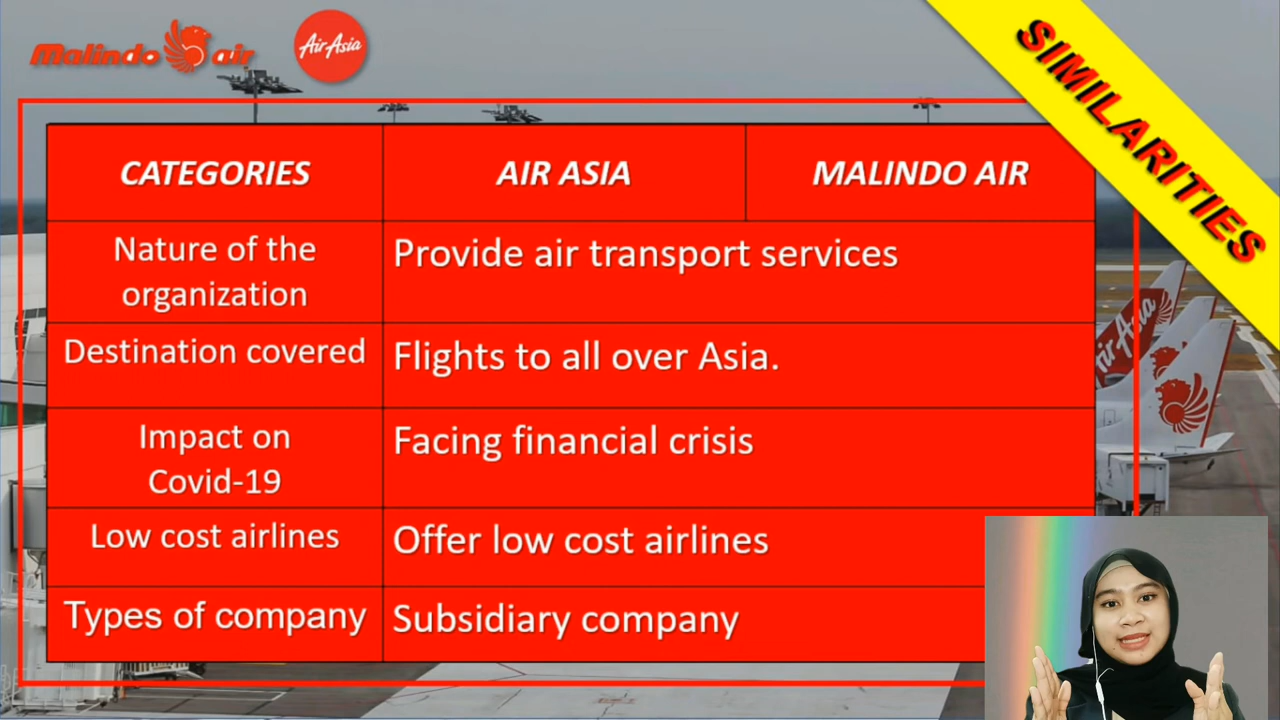 Malindo air
AirAsia
SIMILARITIES
CATEGORIES
AIR ASIA
MALINDO AIR
Nature of the
organization
Provide air transport services
Destination covered
Flights to all over Asia.
Impact on
Covid-19
Facing financial crisis
Low cost airlines
Offer low cost airlines
Types of company
Subsidiary company
Air Asia